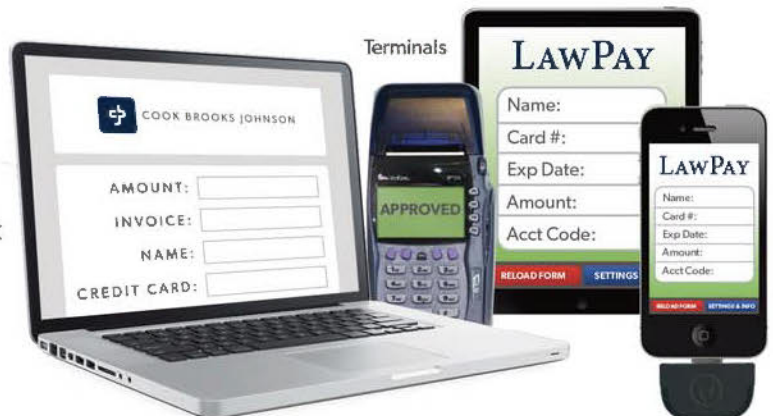 Terminals
COOK BROOKS JOHNSON
AMOUNT:
INVOICE:
NAME:
CREDIT CARD:
APPROVED
LAWPAY
Name:
Card #:
Exp Date:
Amount:
Acct Code:
RELOAD FORM
SETTINGS
LAWPAY
Name:
Card #:
Exp Date:
Amount:
Acct Code:
RELOAD FORM
SETTINGS & INFO